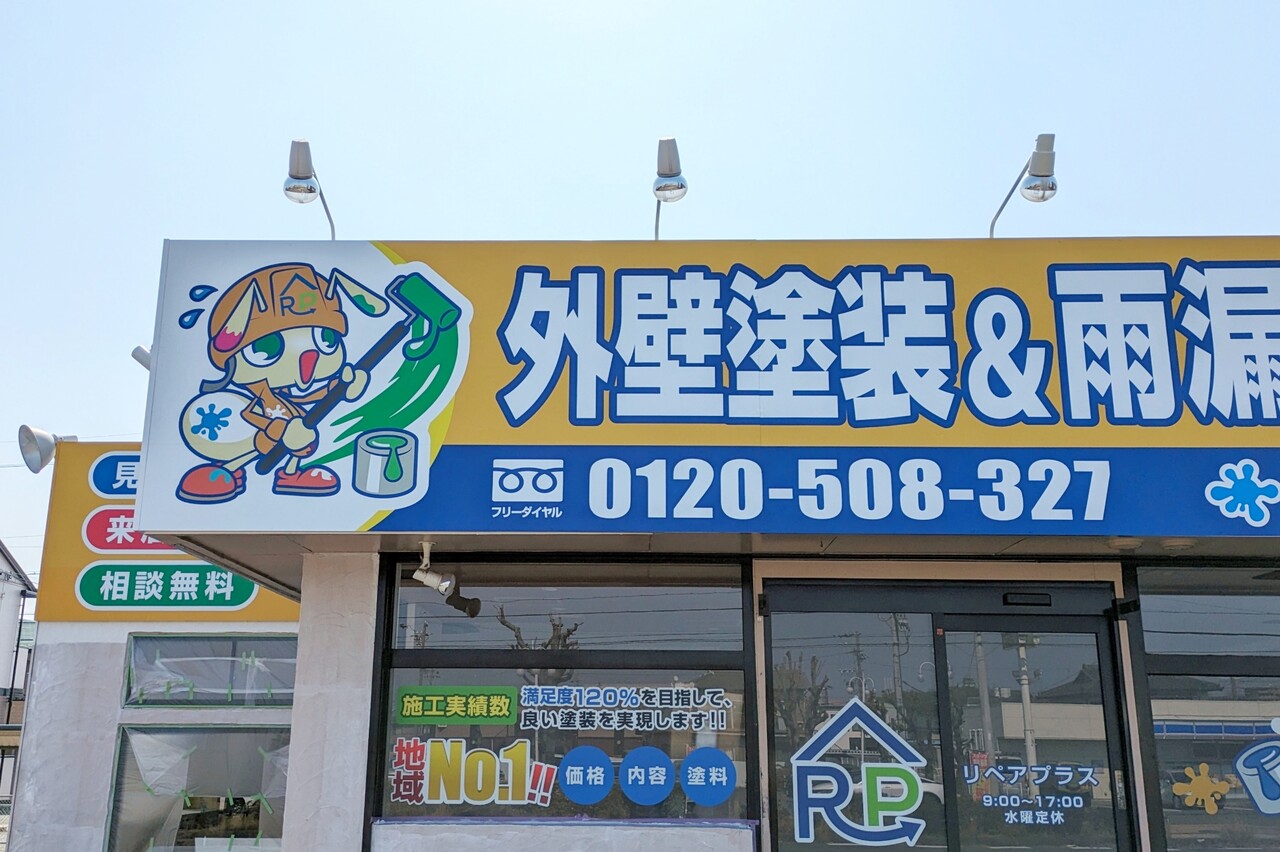 外壁塗装&雨漏
フリーダイヤル
0120-508-327
RP
見
来
相談無料
施工実績数
満足度120%を目指して、
良い塗装を実現します!!
地域No.1!!
価格
内容
塗料
RP
リペアプラス
9:00～17:00
水曜定休